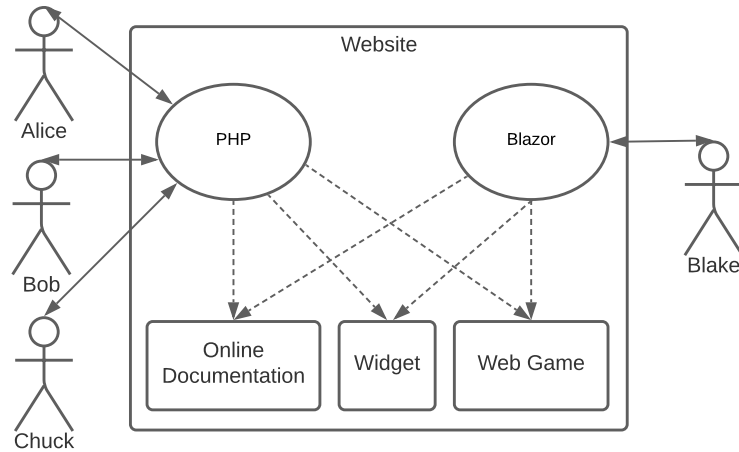 Website
Alice
PHP
Blazor
Bob
Blake
Online
Documentation
Widget
Web Game
Chuck